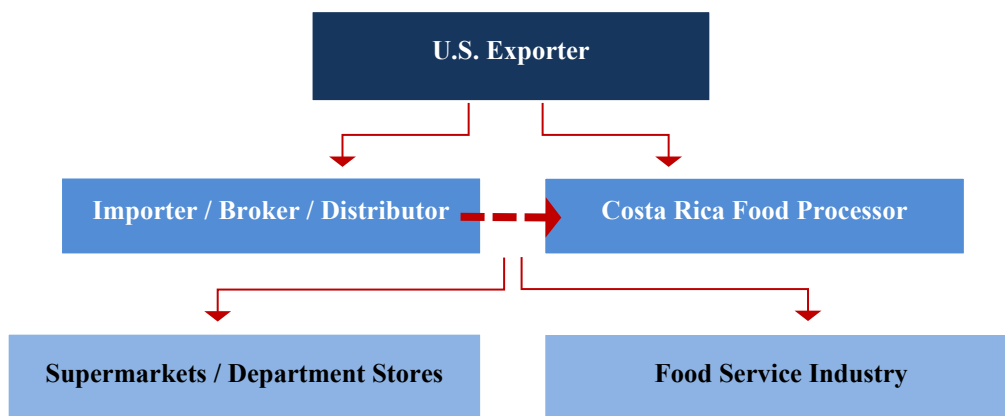 U.S. Exporter
Importer / Broker / Distributor
Costa Rica Food Processor
Supermarkets / Department Stores
Food Service Industry